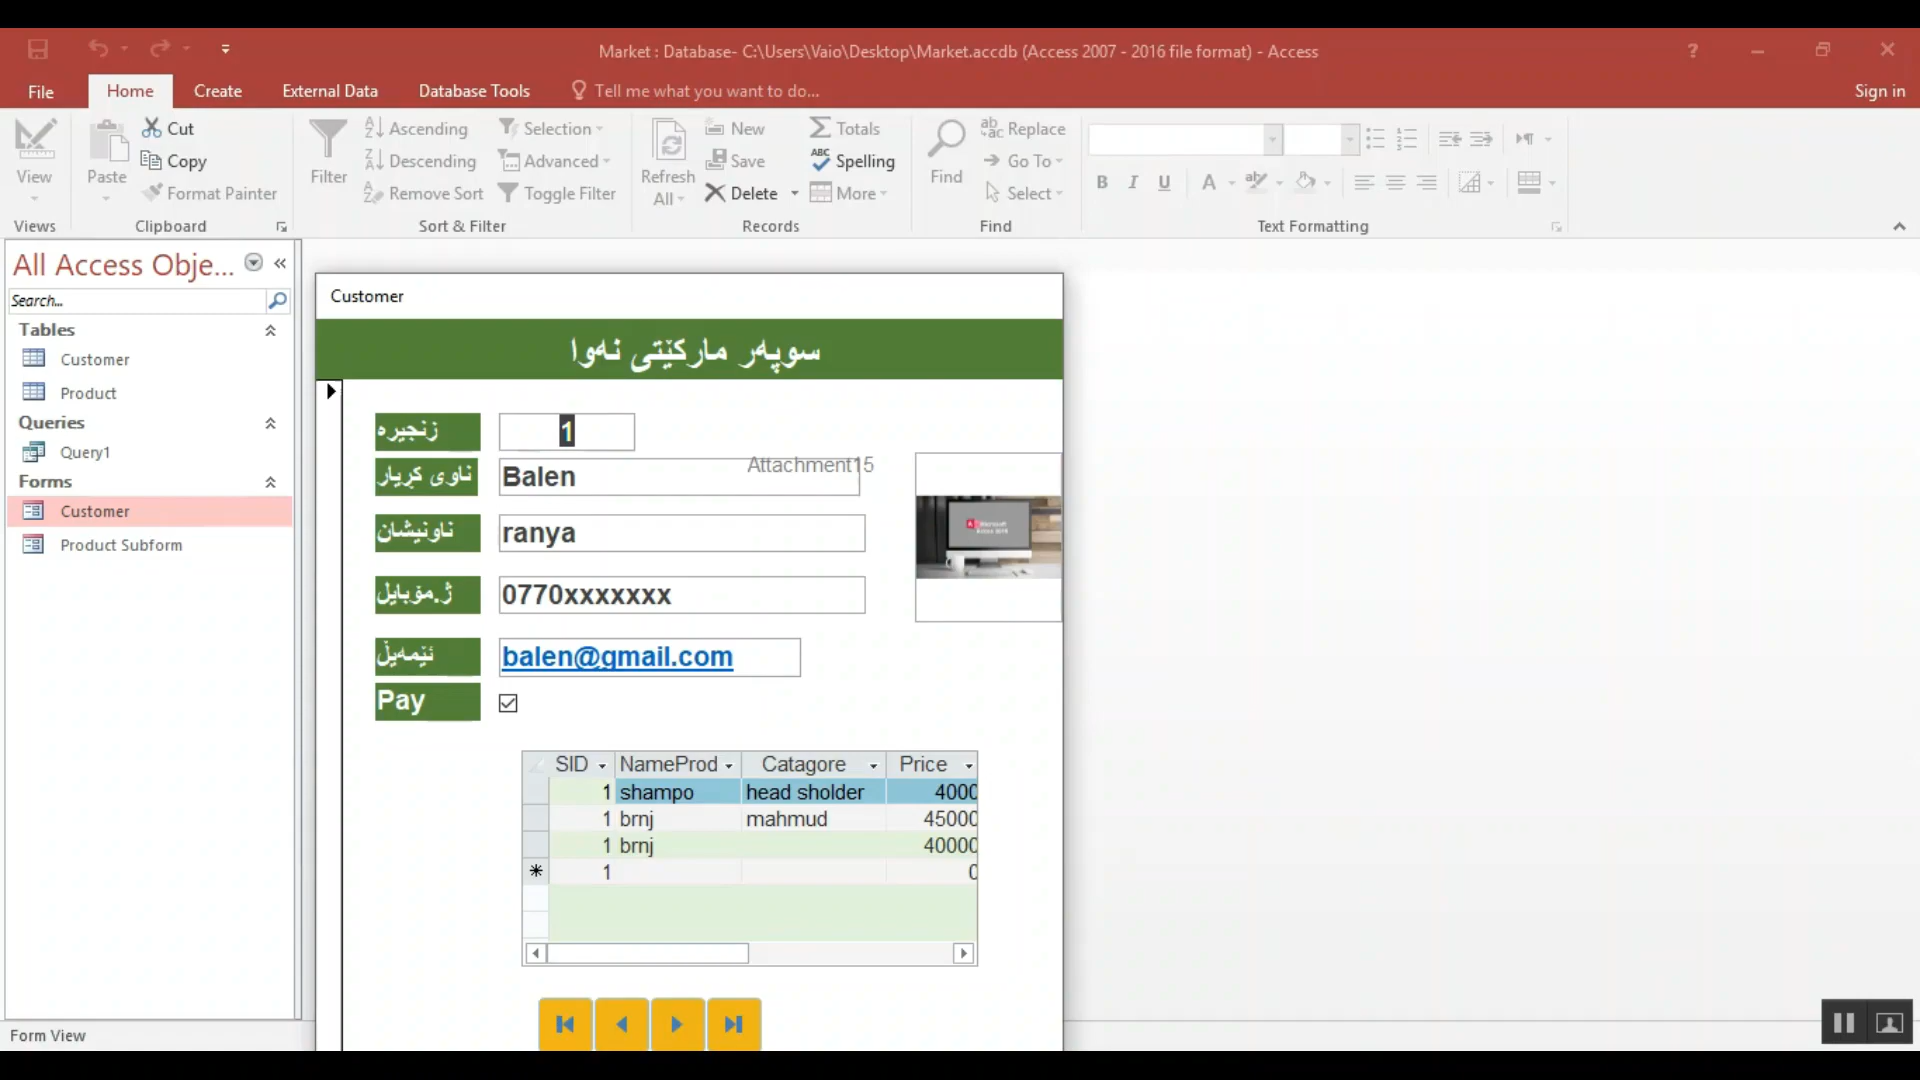 Market : Database- C:\Users\Vaio\Desktop\Market.accdb (Access 2007 - 2016 file format) - Access
?
File Home Create External Data Database Tools Tell me what you want to do... Sign in
View
Views
Paste
Cut
Copy
Format Painter
Clipboard
Filter
Ascending
Descending
Remove Sort
Selection
Advanced
Toggle Filter
Sort & Filter
Refresh
All
New
Save
Delete
Totals
Spelling
More
Records
Find
Replace
Go To
Select
Find
B I U A
Text Formatting
All Access Obje...
Search...
Tables
Customer
Product
Queries
Query1
Forms
Customer
Product Subform
Customer
سوپەر مارکێتی نەوا
زنجیرە 1
ناوی کڕیار Balen
Attachment15
ناونیشان ranya
ژ.مۆبایل 0770xxxxxxx
ئێمەیڵ balen@gmail.com
Pay
SID NameProd Catagore Price
1 shampo head sholder 4000
1 brnj mahmud 45000
1 brnj 40000
* 1 0
Form View